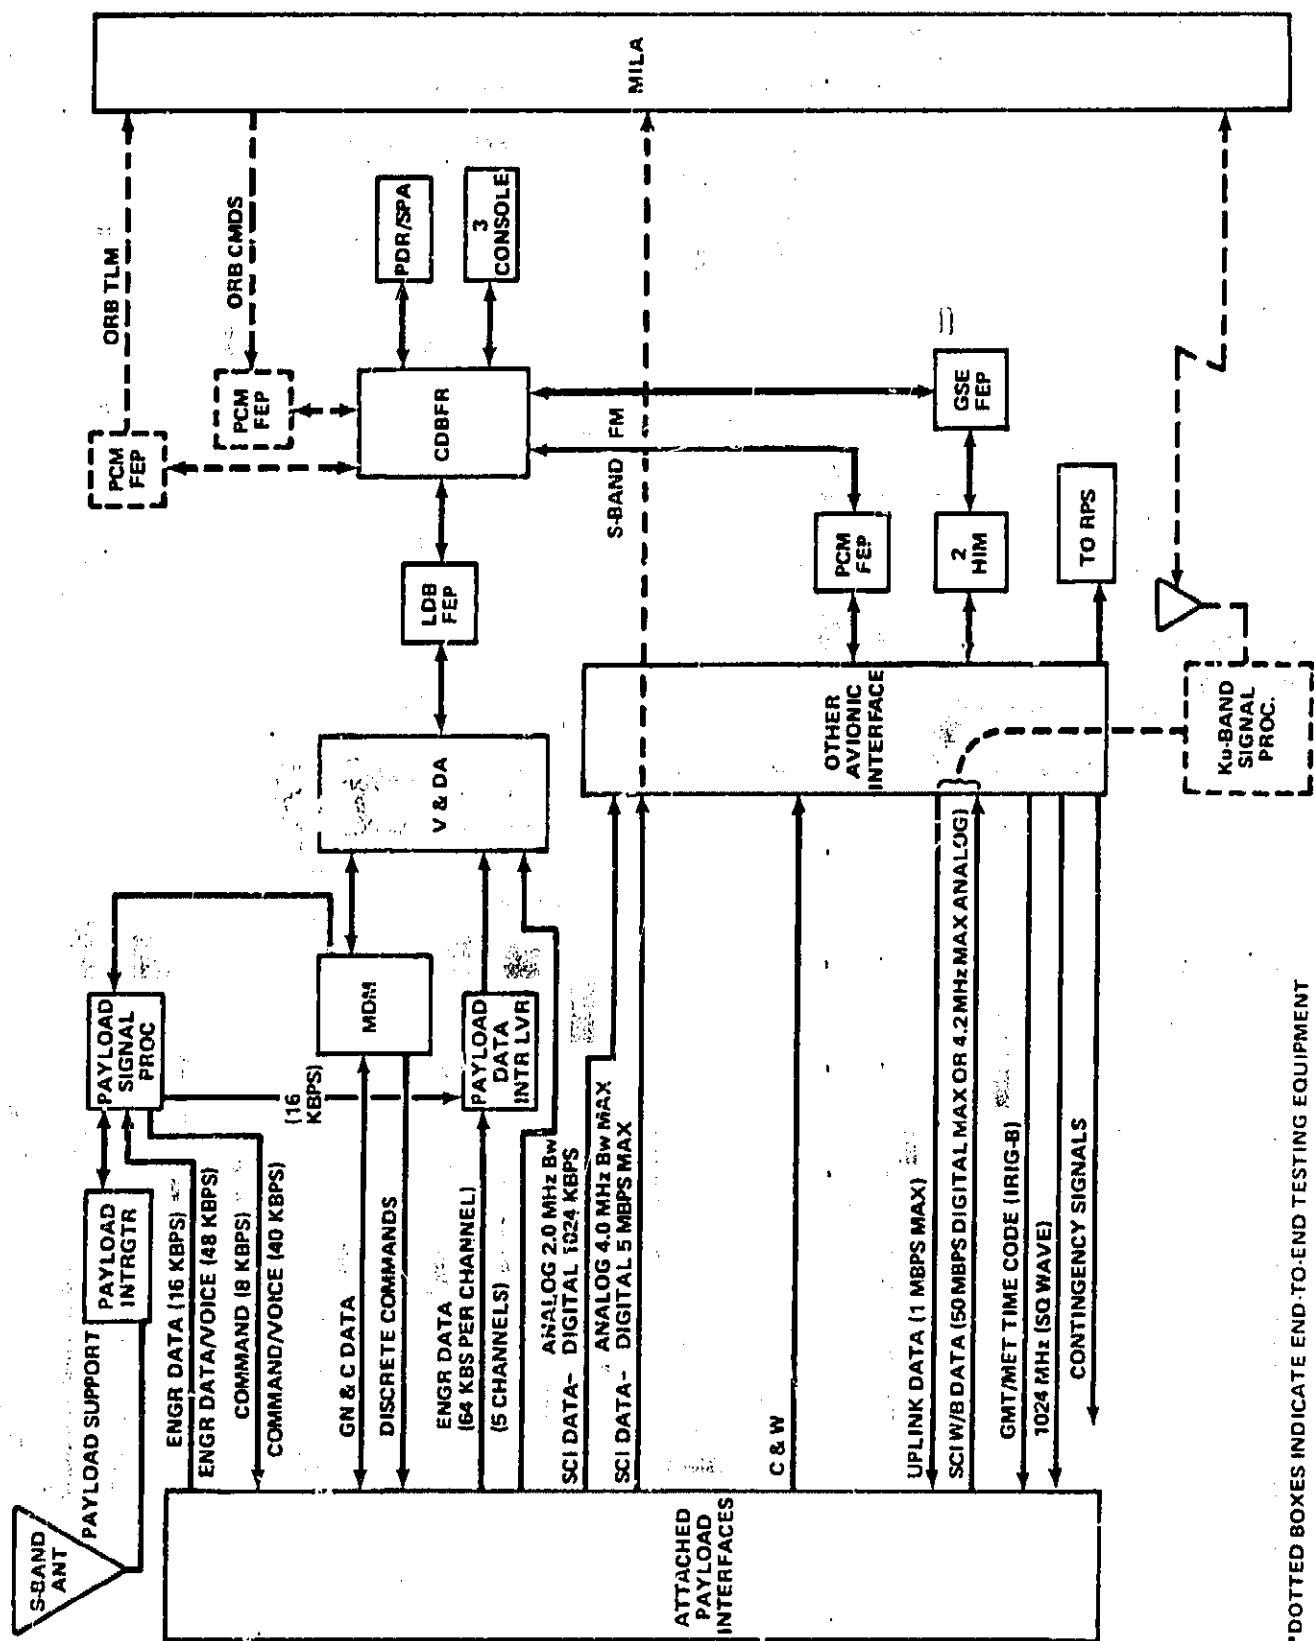 S-BAND
ANT
PAYLOAD SUPPORT
PAYLOAD
INTRGTR
PAYLOAD
SIGNAL
PROC
ENGR DATA (16 KBPS)
ENGR DATA/VOICE (48 KBPS)
COMMAND (8 KBPS)
COMMAND/VOICE (40 KBPS)
(16
KBPS)
GN & C DATA
DISCRETE COMMANDS
MDM
ENGR DATA
(64 KBS PER CHANNEL)
(5 CHANNELS)
PAYLOAD
DATA
INTR LVR
ANALOG 2.0 MHz Bw
SCI DATA- DIGITAL 1024 KBPS
ANALOG 4.0 MHz Bw MAX
SCI DATA- DIGITAL 5 MBPS MAX
C & W
UPLINK DATA (1 MBPS MAX)
SCI W/B DATA (50 MBPS DIGITAL MAX OR 4.2 MHz MAX ANALOG)
GMT/MET TIME CODE (IRIG-B)
1024 MHz (SQ WAVE)
CONTINGENCY SIGNALS
ATTACHED
PAYLOAD
INTERFACES
V & DA
OTHER
AVIONIC
INTERFACE
LDB
FEP
PCM
FEP
PCM
FEP
ORB TLM
ORB CMDS
CDBFR
PDR/SPA
3
CONSOLE
S-BAND FM
PCM
FEP
GSE
FEP
2
HIM
TO RPS
Ku-BAND
SIGNAL
PROC.
MILA
*DOTTED BOXES INDICATE END-TO-END TESTING EQUIPMENT